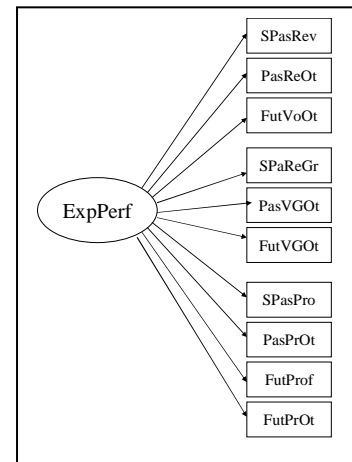 SPasRev
PasReOt
FutVoOt
SPaReGr
ExpPerf
PasVGOt
FutVGOt
SPasPro
PasPrOt
FutProf
FutPrOt